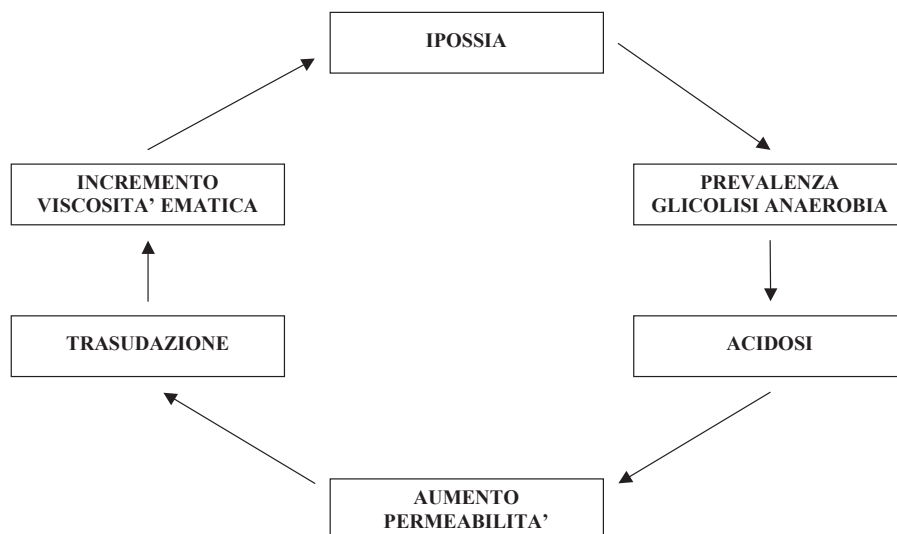 IPOSSIA
PREVALENZA
GLICOLISI ANAEROBIA
ACIDOSI
AUMENTO
PERMEABILITA’
TRASUDAZIONE
INCREMENTO
VISCOSITA’ EMATICA